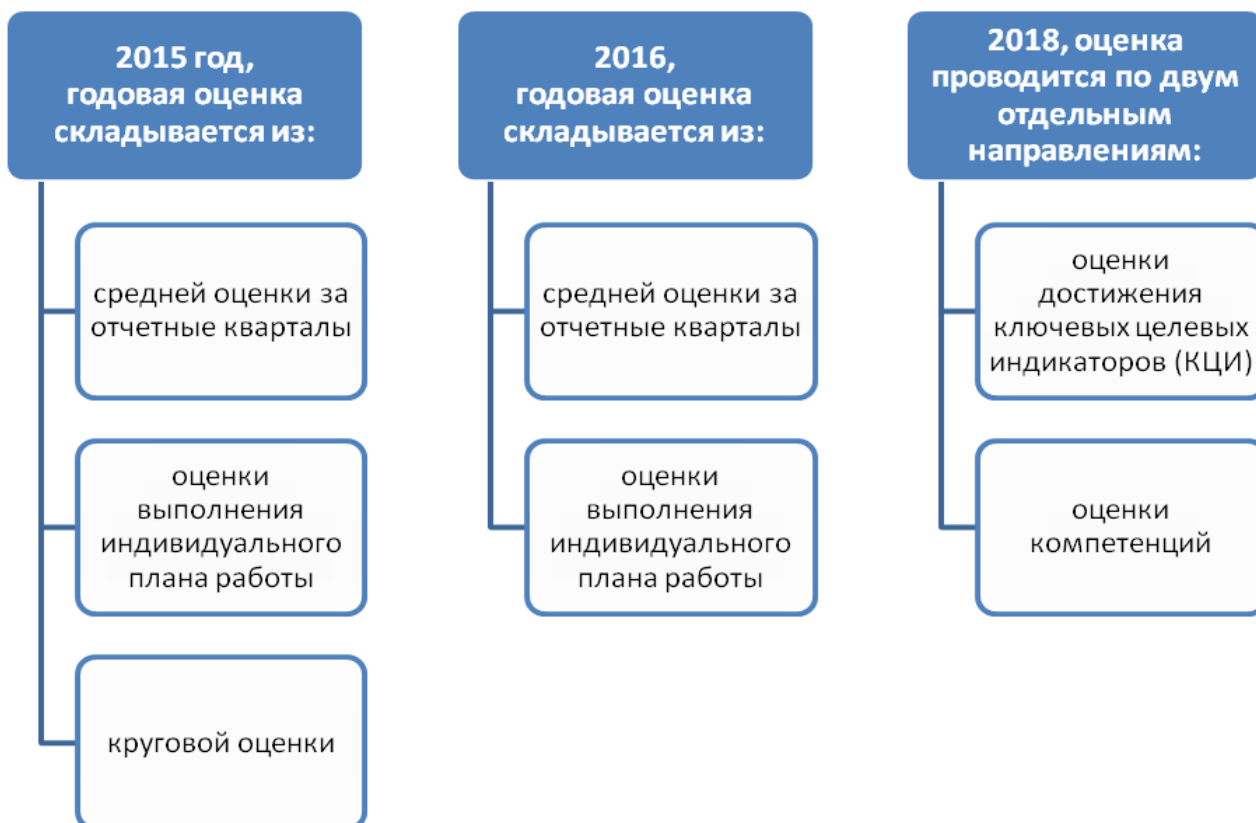 2015 год,
годовая оценка
складывается из:
средней оценки за
отчетные кварталы
оценки
выполнения
индивидуального
плана работы
круговой оценки
2016,
годовая оценка
складывается из:
средней оценки за
отчетные кварталы
оценки
выполнения
индивидуального
плана работы
2018, оценка
проводится по двум
отдельным
направлениям:
оценки
достижения
ключевых целевых
индикаторов (КЦИ)
оценки
компетенций